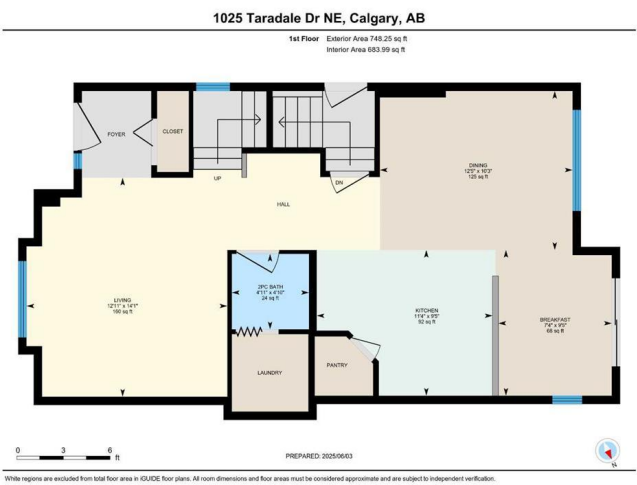 1025 Taradale Dr NE, Calgary, AB
1st Floor Exterior Area 748.25 sq ft
Interior Area 683.99 sq ft
FOYER
CLOSET
UP
DN
HALL
DINING
12'5" x 10'3"
125 sq ft
LIVING
12'11" x 14'1"
160 sq ft
2PC BATH
4'11" x 4'10"
24 sq ft
KITCHEN
11'4" x 9'5"
92 sq ft
BREAKFAST
7'4" x 9'5"
68 sq ft
LAUNDRY
PANTRY
0 3 6
ft
PREPARED: 2025/06/03
N
White regions are excluded from total floor area in iGUIDE floor plans. All room dimensions and floor areas must be considered approximate and are subject to independent verification.